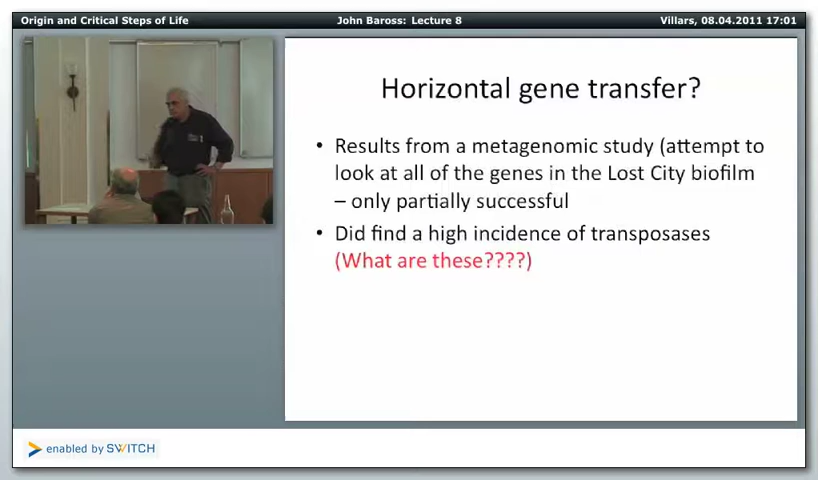 Origin and Critical Steps of Life
John Baross: Lecture 8
Villars, 08.04.2011 17:01
Horizontal gene transfer?
• Results from a metagenomic study (attempt to
look at all of the genes in the Lost City biofilm
– only partially successful
• Did find a high incidence of transposases
(What are these????)
enabled by SWITCH